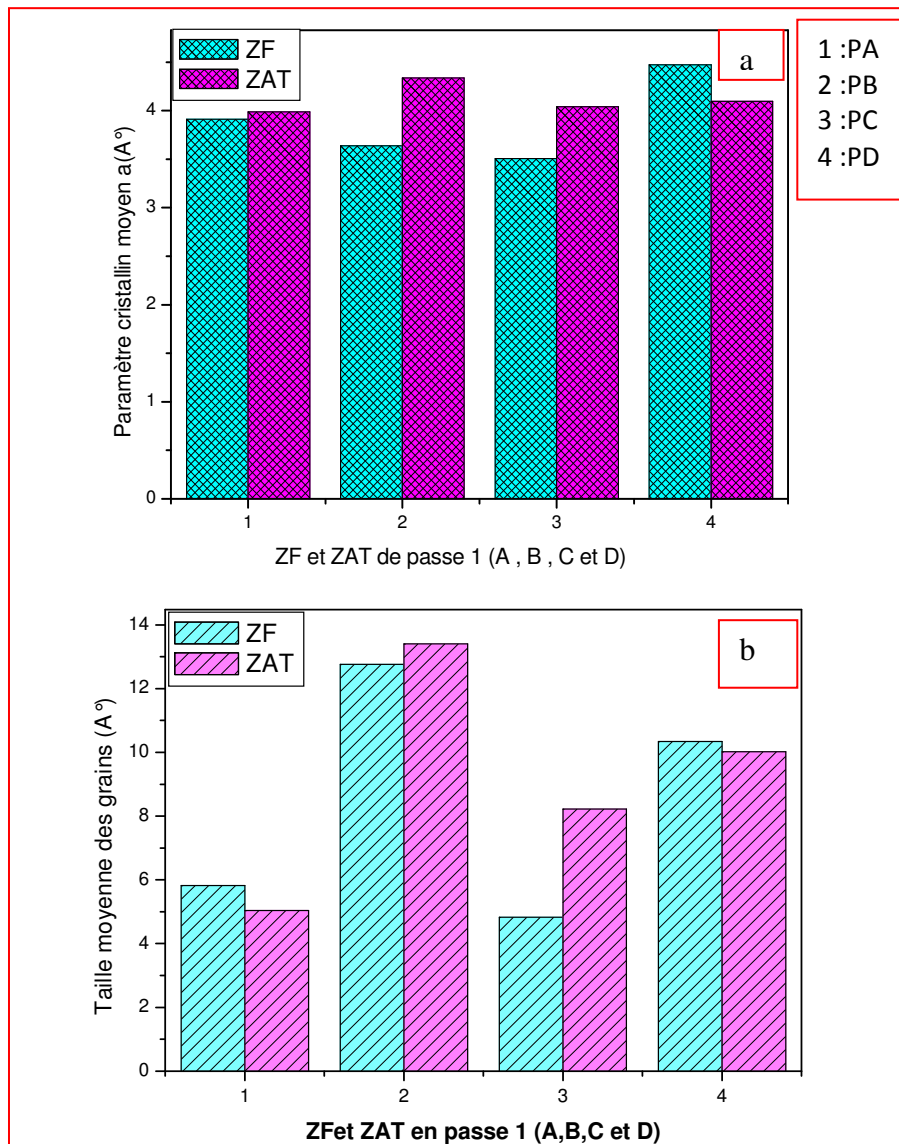 ZF
ZAT
a
1 :PA
2 :PB
3 :PC
4 :PD
Paramètre cristallin moyen a(A°)
4
3
2
1
0
1 2 3 4
ZF et ZAT de passe 1 (A , B , C et D)
ZF
ZAT
b
Taille moyenne des grains (A°)
14
12
10
8
6
4
2
0
1 2 3 4
ZFet ZAT en passe 1 (A,B,C et D)